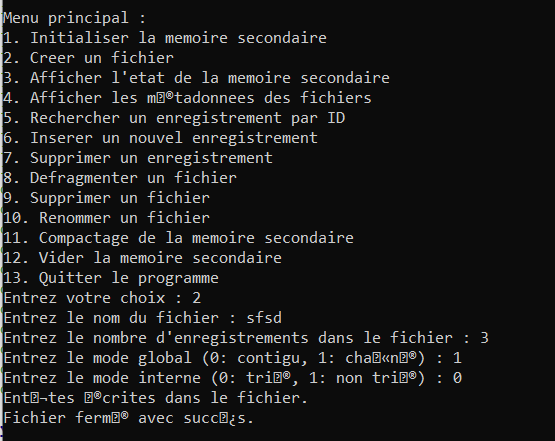 Menu principal :
1. Initialiser la memoire secondaire
2. Creer un fichier
3. Afficher l'etat de la memoire secondaire
4. Afficher les m�®tadonnees des fichiers
5. Rechercher un enregistrement par ID
6. Inserer un nouvel enregistrement
7. Supprimer un enregistrement
8. Defragmenter un fichier
9. Supprimer un fichier
10. Renommer un fichier
11. Compactage de la memoire secondaire
12. Vider la memoire secondaire
13. Quitter le programme
Entrez votre choix : 2
Entrez le nom du fichier : sfsd
Entrez le nombre d'enregistrements dans le fichier : 3
Entrez le mode global (0: contigu, 1: cha�«n�®) : 1
Entrez le mode interne (0: tri�®, 1: non tri�®) : 0
Ent�¬tes �®crites dans le fichier.
Fichier ferm�® avec succ�¿s.